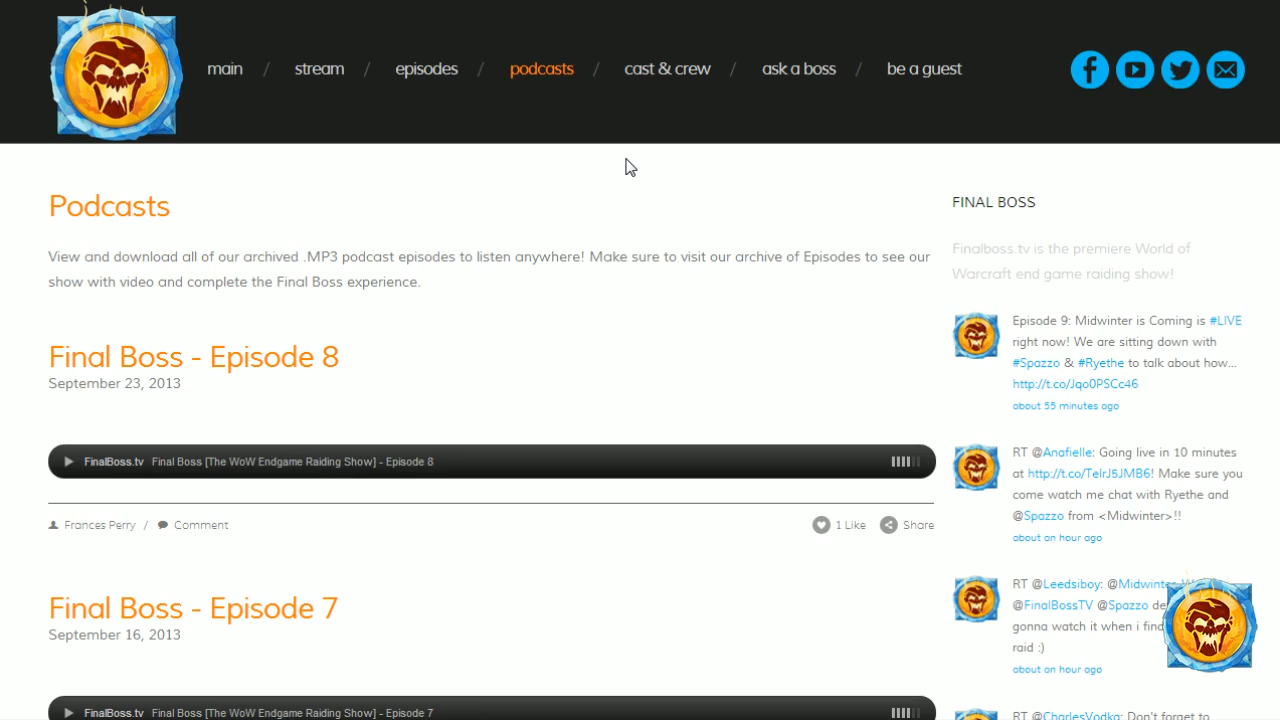 main / stream / episodes / podcasts / cast & crew / ask a boss / be a guest
Podcasts
View and download all of our archived .MP3 podcast episodes to listen anywhere! Make sure to visit our archive of Episodes to see our
show with video and complete the Final Boss experience.
Final Boss - Episode 8
September 23, 2013
FinalBoss.tv Final Boss [The WoW Endgame Raiding Show] - Episode 8
Frances Perry / Comment
1 Like Share
Final Boss - Episode 7
September 16, 2013
FinalBoss.tv Final Boss [The WoW Endgame Raiding Show] - Episode 7
FINAL BOSS
Finalboss.tv is the premiere World of
Warcraft end game raiding show!
Episode 9: Midwinter is Coming is #LIVE
right now! We are sitting down with
#Spazzo & #Ryethe to talk about how...
http://t.co/Jqo0PSCc46
about 55 minutes ago
RT @Anafielle: Going live in 10 minutes
at http://t.co/TelrJ5JMB6! Make sure you
come watch me chat with Ryethe and
@Spazzo from <Midwinter>!!
about an hour ago
RT @Leedsiboy: @Midwinte
@FinalBossTV @Spazzo de
gonna watch it when i find
raid :)
about an hour ago
RT @CharlesVodka: Don't forget to